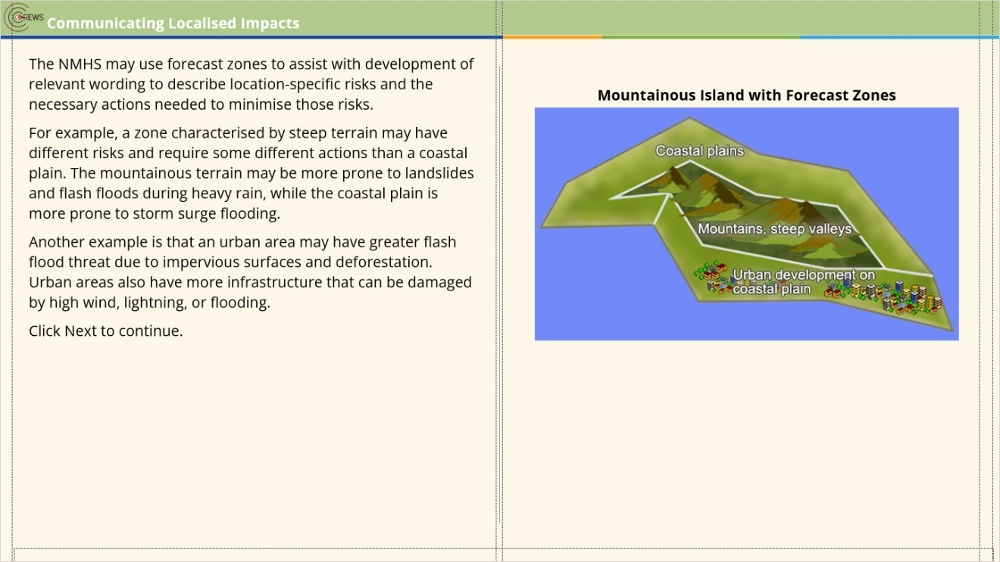 CREWS
Communicating Localised Impacts
The NMHS may use forecast zones to assist with development of
relevant wording to describe location-specific risks and the
necessary actions needed to minimise those risks.
For example, a zone characterised by steep terrain may have
different risks and require some different actions than a coastal
plain. The mountainous terrain may be more prone to landslides
and flash floods during heavy rain, while the coastal plain is
more prone to storm surge flooding.
Another example is that an urban area may have greater flash
flood threat due to impervious surfaces and deforestation.
Urban areas also have more infrastructure that can be damaged
by high wind, lightning, or flooding.
Click Next to continue.
Mountainous Island with Forecast Zones
Coastal plains
Mountains, steep valleys
Urban development on
coastal plain